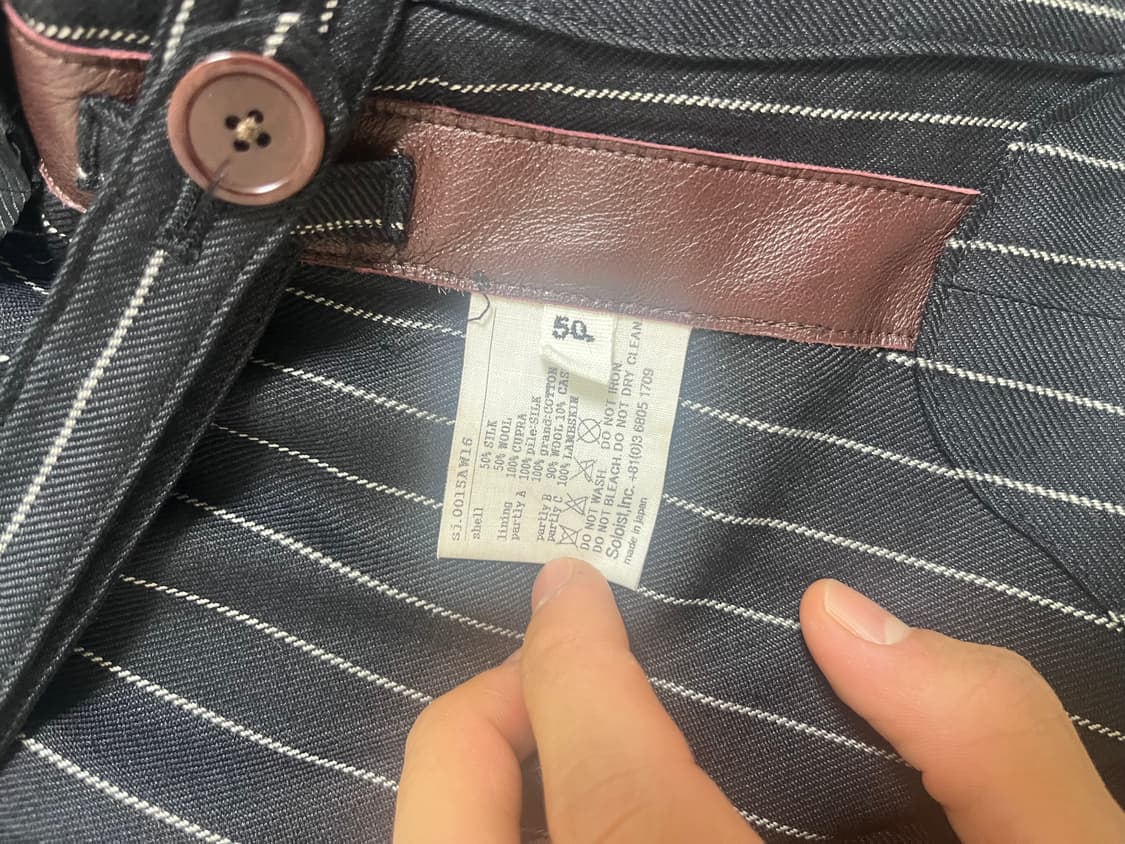 50
sj.0015AW16
shell 50% SILK
50% WOOL
lining 100% CUPRA
partly A 100% pile:SILK
100% grand:COTTON
partly B 90% WOOL 10% CAS
partly C 100% LAMBSKIN
DO NOT WASH. DO NOT IRON.
DO NOT BLEACH. DO NOT DRY CLEAN
Soloist,Inc. +81(0)3 6805 1709
made in japan